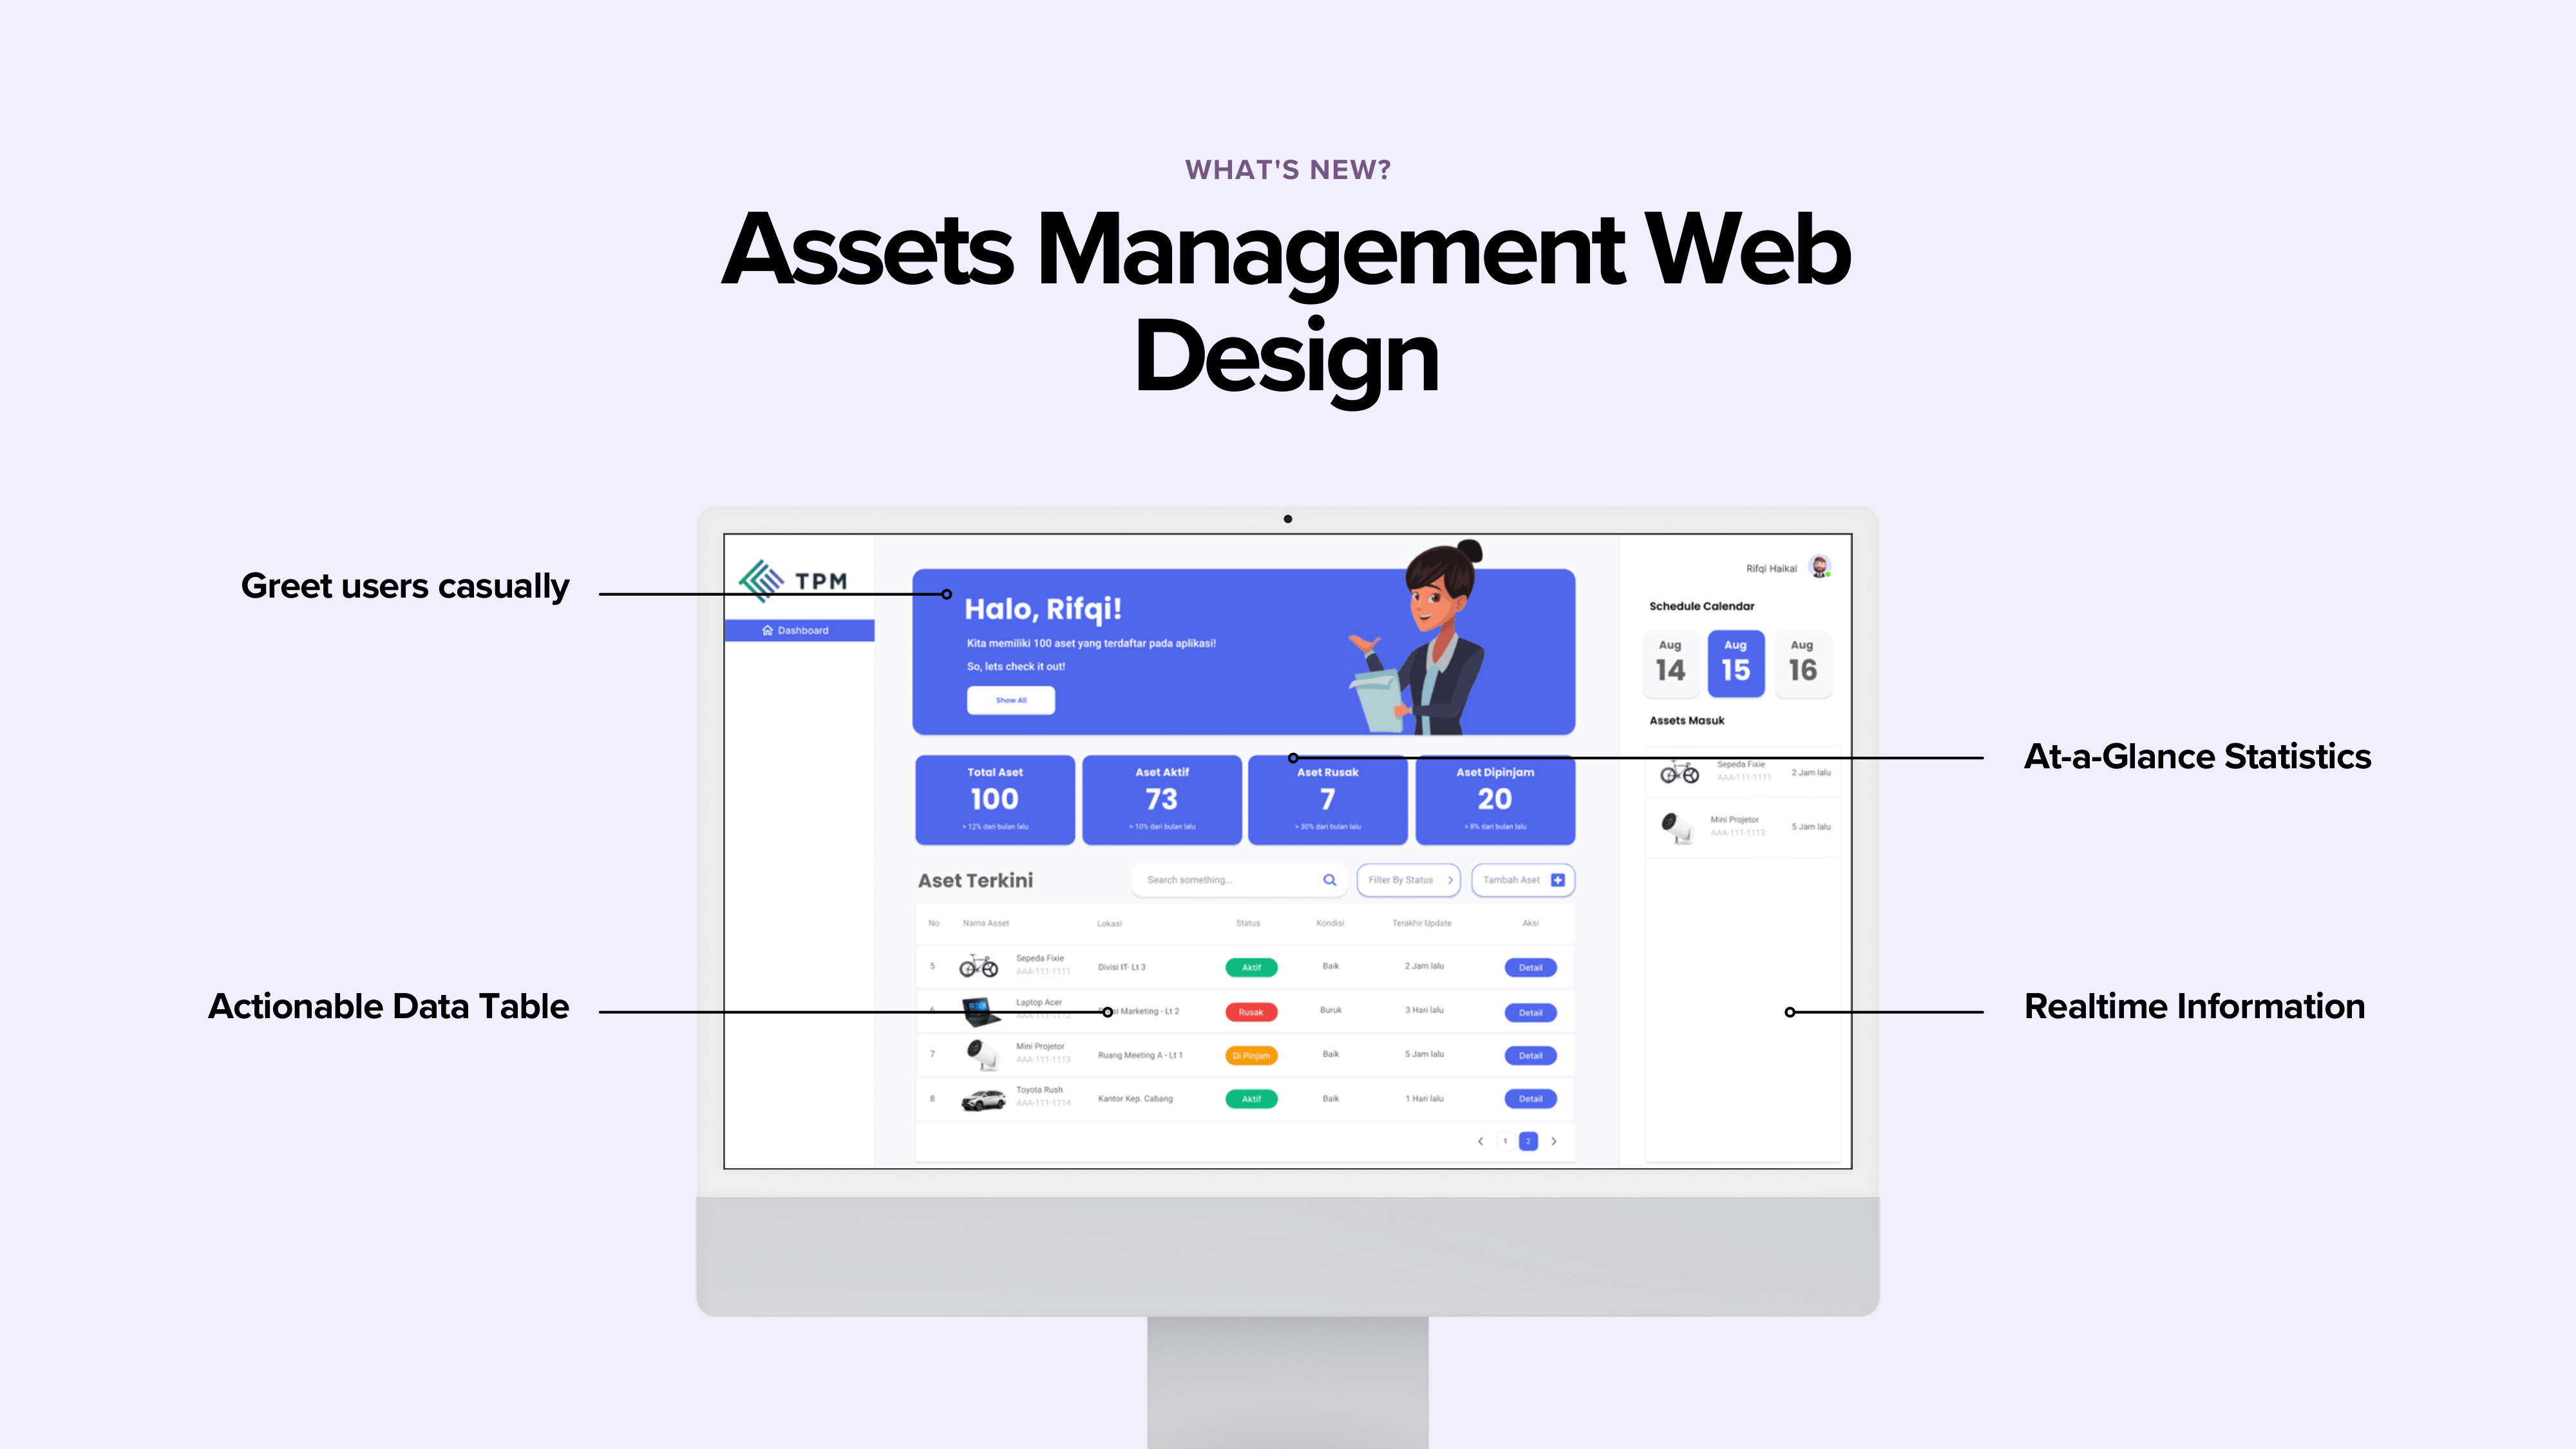 WHAT'S NEW?
Assets Management Web
Design
Greet users casually
At-a-Glance Statistics
Actionable Data Table
Realtime Information
TPM
Dashboard
Halo, Rifqi!
Kita memiliki 100 aset yang terdaftar pada aplikasi!
So, lets check it out!
Show All
Total Aset
100
> 12% dari bulan lalu
Aset Aktif
73
> 10% dari bulan lalu
Aset Rusak
7
> 30% dari bulan lalu
Aset Dipinjam
20
> 8% dari bulan lalu
Aset Terkini
Search something...
Filter By Status
Tambah Aset
No Nama Asset Lokasi Status Kondisi Terakhir Update Aksi
5 Sepeda Fixie AAA-111-1111 Divisi IT- Lt 3 Aktif Baik 2 Jam lalu Detail
Laptop Acer Marketing - Lt 2 Rusak Buruk 3 Hari lalu Detail
7 Mini Projetor AAA-111-1113 Ruang Meeting A - Lt 1 Di Pinjam Baik 5 Jam lalu Detail
8 Toyota Rush AAA-111-1114 Kantor Kep. Cabang Aktif Baik 1 Hari lalu Detail
1 2
Rifqi Haikal
Schedule Calendar
Aug
14
Aug
15
Aug
16
Assets Masuk
Sepeda Fixie
AAA-111-1111
2 Jam lalu
Mini Projetor
AAA-111-1113
5 Jam lalu